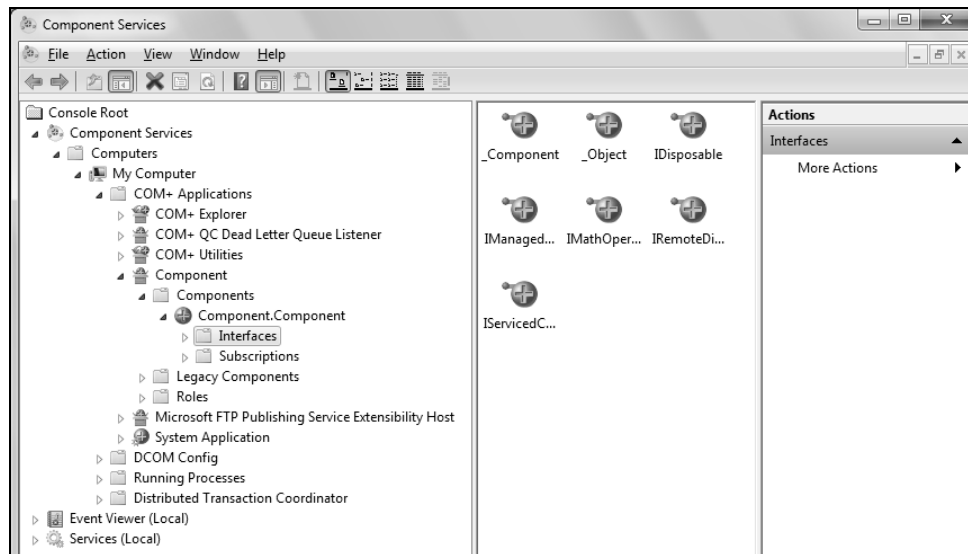 Component Services
File Action View Window Help
Console Root
Component Services
Computers
My Computer
COM+ Applications
COM+ Explorer
COM+ QC Dead Letter Queue Listener
COM+ Utilities
Component
Components
Component.Component
Interfaces
Subscriptions
Legacy Components
Roles
Microsoft FTP Publishing Service Extensibility Host
System Application
DCOM Config
Running Processes
Distributed Transaction Coordinator
Event Viewer (Local)
Services (Local)
_Component _Object IDisposable
IManaged... IMathOper... IRemoteDi...
IServicedC...
Actions
Interfaces
More Actions